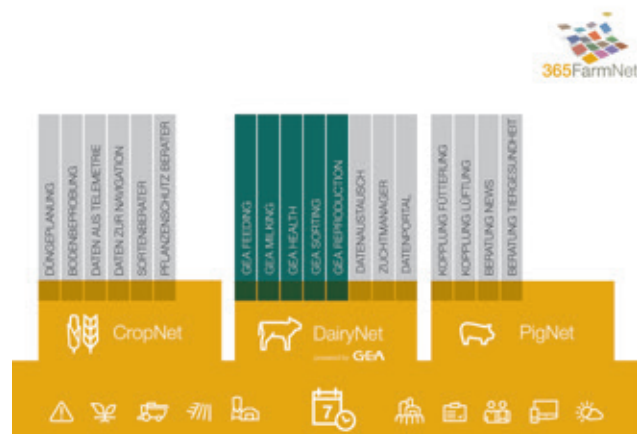 365FarmNet
DÜNGEPLANUNG
BODENBEPROBUNG
DATEN AUS TELEMETRIE
DATEN ZUR NAVIGATION
SORTENBERATER
PFLANZENSCHUTZ BERATER
GEA FEEDING
GEA MILKING
GEA HEALTH
GEA SORTING
GEA REPRODUCTION
DATENAUSTAUSCH
ZUCHTMANAGER
DATENPORTAL
KOPPLUNG FÜTTERUNG
KOPPLUNG LÜFTUNG
BERATUNG NEWS
BERATUNG TIERGESUNDHEIT
CropNet
DairyNet
powered by GEA
PigNet
7